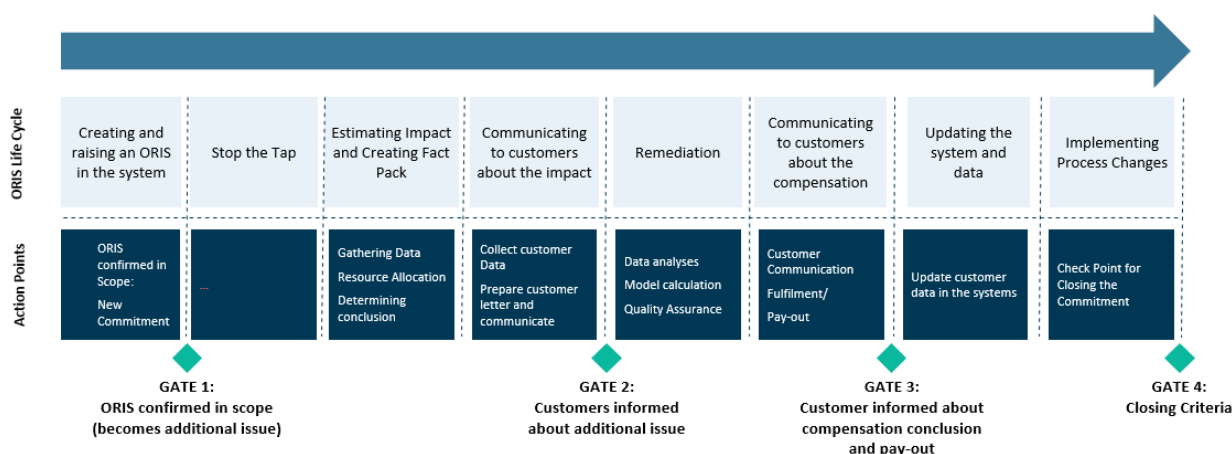 ORIS Life Cycle
Creating and
raising an ORIS
in the system
Stop the Tap
Estimating Impact
and Creating Fact
Pack
Communicating
to customers
about the impact
Remediation
Communicating
to customers
about the
compensation
Updating the
system and
data
Implementing
Process Changes
Action Points
ORIS
confirmed in
Scope:
New
Commitment
...
Gathering Data
Resource Allocation
Determining
conclusion
Collect customer
Data
Prepare customer
letter and
communicate
Data analyses
Model calculation
Quality Assurance
Customer
Communication
Fulfilment/
Pay-out
Update customer
data in the systems
Check Point for
Closing the
Commitment
GATE 1:
ORIS confirmed in scope
(becomes additional issue)
GATE 2:
Customers informed
about additional issue
GATE 3:
Customer informed about
compensation conclusion
and pay-out
GATE 4:
Closing Criteria